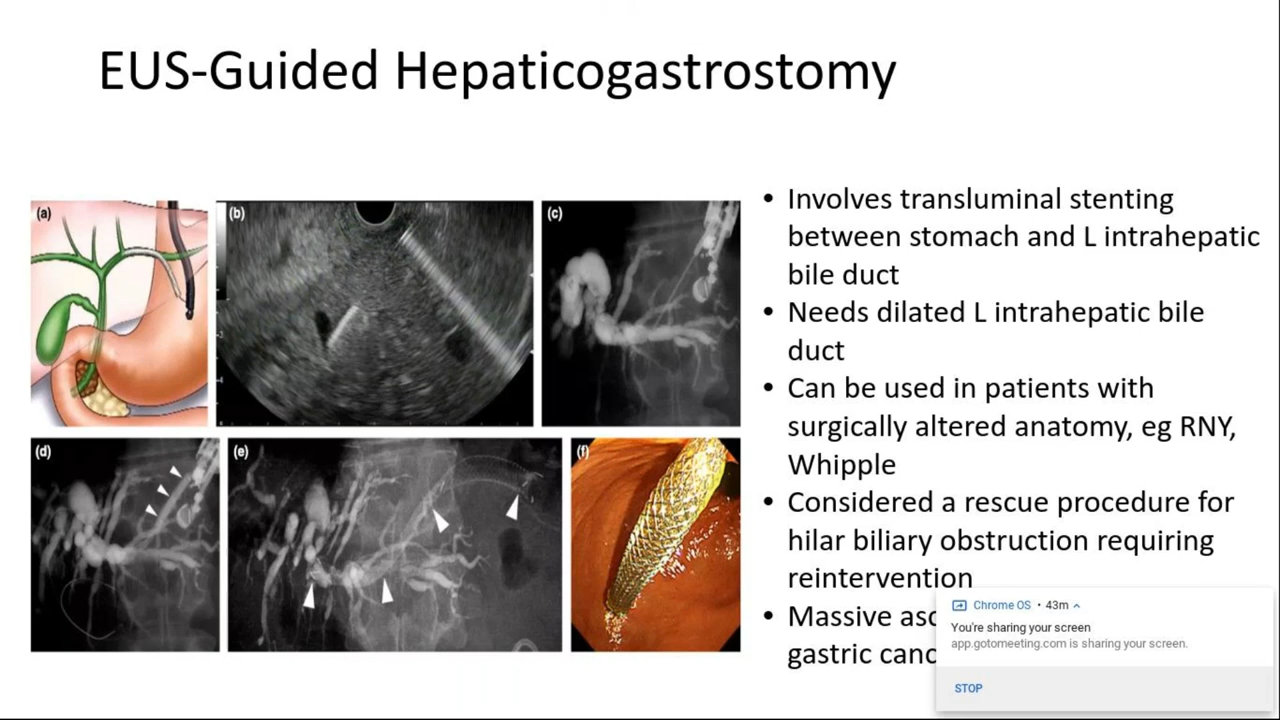 EUS-Guided Hepaticogastrostomy
(a)
(b)
(c)
(d)
(e)
(f)
• Involves transluminal stenting
between stomach and L intrahepatic
bile duct
• Needs dilated L intrahepatic bile
duct
• Can be used in patients with
surgically altered anatomy, eg RNY,
Whipple
• Considered a rescue procedure for
hilar biliary obstruction requiring
reintervention
• Massive
gastric
Chrome OS • 43m
You're sharing your screen
app.gotomeeting.com is sharing your screen.
STOP